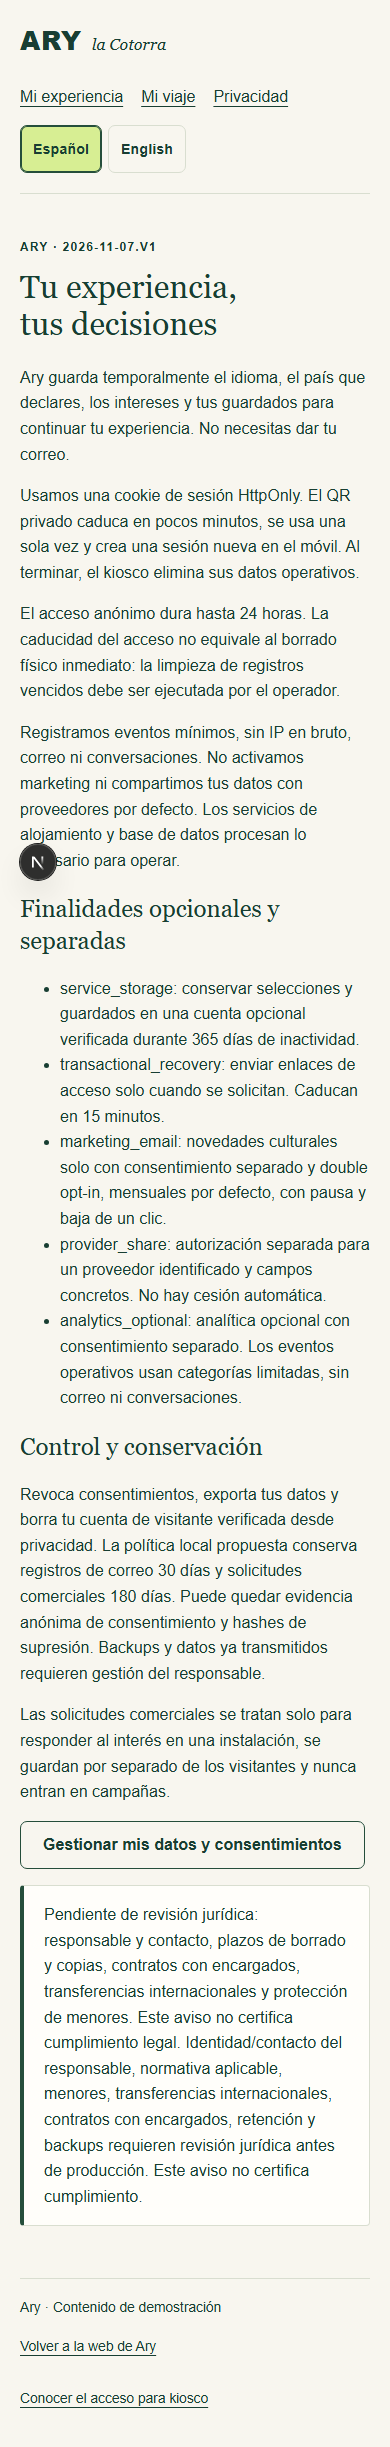 ARY la Cotorra
Mi experiencia Mi viaje Privacidad
Español English
ARY · 2026-11-07.V1
Tu experiencia,
tus decisiones
Ary guarda temporalmente el idioma, el país que
declares, los intereses y tus guardados para
continuar tu experiencia. No necesitas dar tu
correo.
Usamos una cookie de sesión HttpOnly. El QR
privado caduca en pocos minutos, se usa una
sola vez y crea una sesión nueva en el móvil. Al
terminar, el kiosco elimina sus datos operativos.
El acceso anónimo dura hasta 24 horas. La
caducidad del acceso no equivale al borrado
físico inmediato: la limpieza de registros
vencidos debe ser ejecutada por el operador.
Registramos eventos mínimos, sin IP en bruto,
correo ni conversaciones. No activamos
marketing ni compartimos tus datos con
proveedores por defecto. Los servicios de
alojamiento y base de datos procesan lo
N sario para operar.
Finalidades opcionales y
separadas
• service_storage: conservar selecciones y
guardados en una cuenta opcional
verificada durante 365 días de inactividad.
• transactional_recovery: enviar enlaces de
acceso solo cuando se solicitan. Caducan
en 15 minutos.
• marketing_email: novedades culturales
solo con consentimiento separado y double
opt-in, mensuales por defecto, con pausa y
baja de un clic.
• provider_share: autorización separada para
un proveedor identificado y campos
concretos. No hay cesión automática.
• analytics_optional: analítica opcional con
consentimiento separado. Los eventos
operativos usan categorías limitadas, sin
correo ni conversaciones.
Control y conservación
Revoca consentimientos, exporta tus datos y
borra tu cuenta de visitante verificada desde
privacidad. La política local propuesta conserva
registros de correo 30 días y solicitudes
comerciales 180 días. Puede quedar evidencia
anónima de consentimiento y hashes de
supresión. Backups y datos ya transmitidos
requieren gestión del responsable.
Las solicitudes comerciales se tratan solo para
responder al interés en una instalación, se
guardan por separado de los visitantes y nunca
entran en campañas.
Gestionar mis datos y consentimientos
Pendiente de revisión jurídica:
responsable y contacto, plazos de borrado
y copias, contratos con encargados,
transferencias internacionales y protección
de menores. Este aviso no certifica
cumplimiento legal. Identidad/contacto del
responsable, normativa aplicable,
menores, transferencias internacionales,
contratos con encargados, retención y
backups requieren revisión jurídica antes
de producción. Este aviso no certifica
cumplimiento.
Ary · Contenido de demostración
Volver a la web de Ary
Conocer el acceso para kiosco